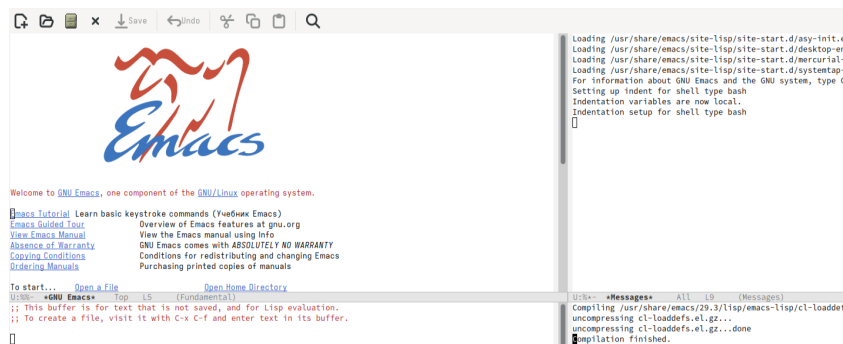 Save Undo
Emacs
Welcome to GNU Emacs, one component of the GNU/Linux operating system.
Emacs Tutorial Learn basic keystroke commands (Учебник Emacs)
Emacs Guided Tour Overview of Emacs features at gnu.org
View Emacs Manual View the Emacs manual using Info
Absence of Warranty GNU Emacs comes with ABSOLUTELY NO WARRANTY
Copying Conditions Conditions for redistributing and changing Emacs
Ordering Manuals Purchasing printed copies of manuals
To start... Open a File Open Home Directory
U:%%- *GNU Emacs* Top L5 (Fundamental)
;; This buffer is for text that is not saved, and for Lisp evaluation.
;; To create a file, visit it with C-x C-f and enter text in its buffer.
Loading /usr/share/emacs/site-lisp/site-start.d/asy-init.e
Loading /usr/share/emacs/site-lisp/site-start.d/desktop-en
Loading /usr/share/emacs/site-lisp/site-start.d/mercurial-
Loading /usr/share/emacs/site-lisp/site-start.d/systemtap-
For information about GNU Emacs and the GNU system, type C
Setting up indent for shell type bash
Indentation variables are now local.
Indentation setup for shell type bash
U:%*- *Messages* All L9 (Messages)
Compiling /usr/share/emacs/29.3/lisp/emacs-lisp/cl-loaddef
uncompressing cl-loaddefs.el.gz...
uncompressing cl-loaddefs.el.gz...done
Compilation finished.